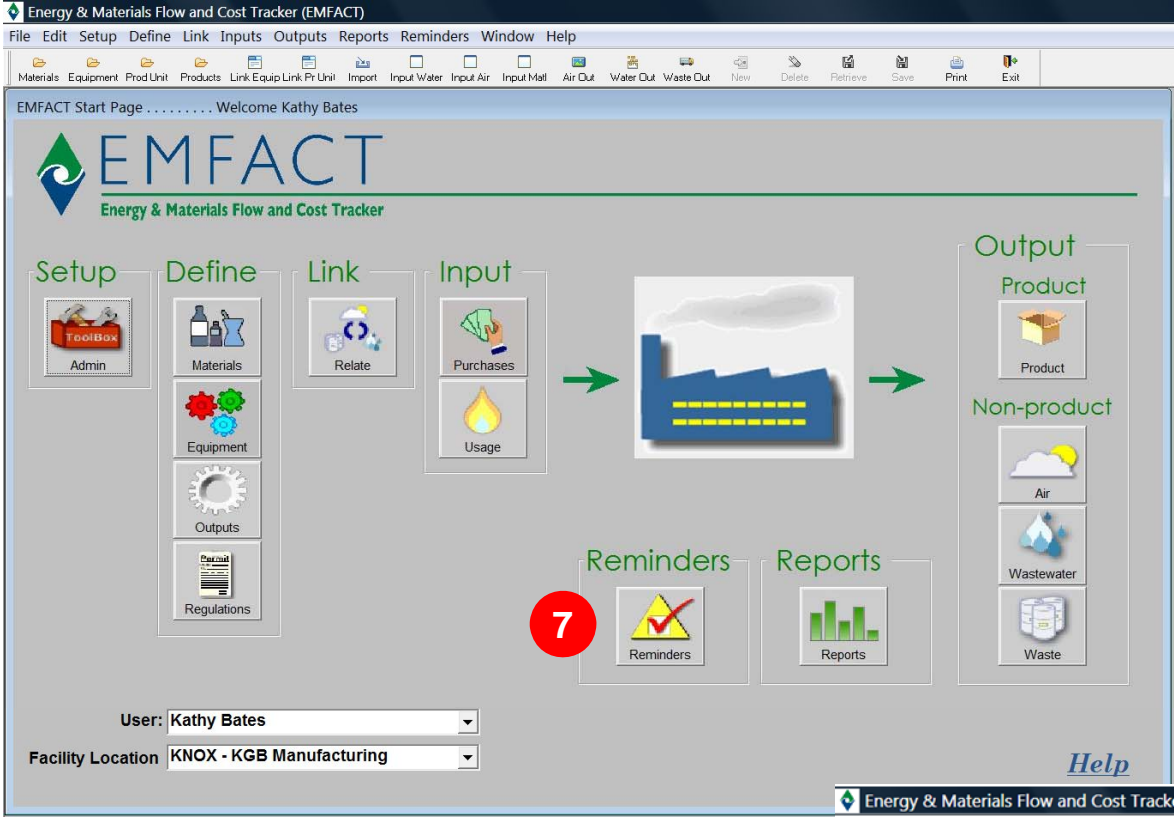 Energy & Materials Flow and Cost Tracker (EMFACT)
File Edit Setup Define Link Inputs Outputs Reports Reminders Window Help
Materials Equipment Prod Unit Products Link Equip Link Pr Unit Import Input Water Input Air Input Matl Air Out Water Out Waste Out New Delete Retrieve Save Print Exit
EMFACT Start Page . . . . . . . . . Welcome Kathy Bates
EMFACT
Energy & Materials Flow and Cost Tracker
Setup
ToolBox
Admin
Define
Materials
Equipment
Outputs
Permit
Regulations
Link
Relate
Input
Purchases
Usage
Output
Product
Product
Non-product
Air
Wastewater
Waste
Reminders
7
Reminders
Reports
Reports
User: Kathy Bates
Facility Location KNOX - KGB Manufacturing
Help
Energy & Materials Flow and Cost Tracke